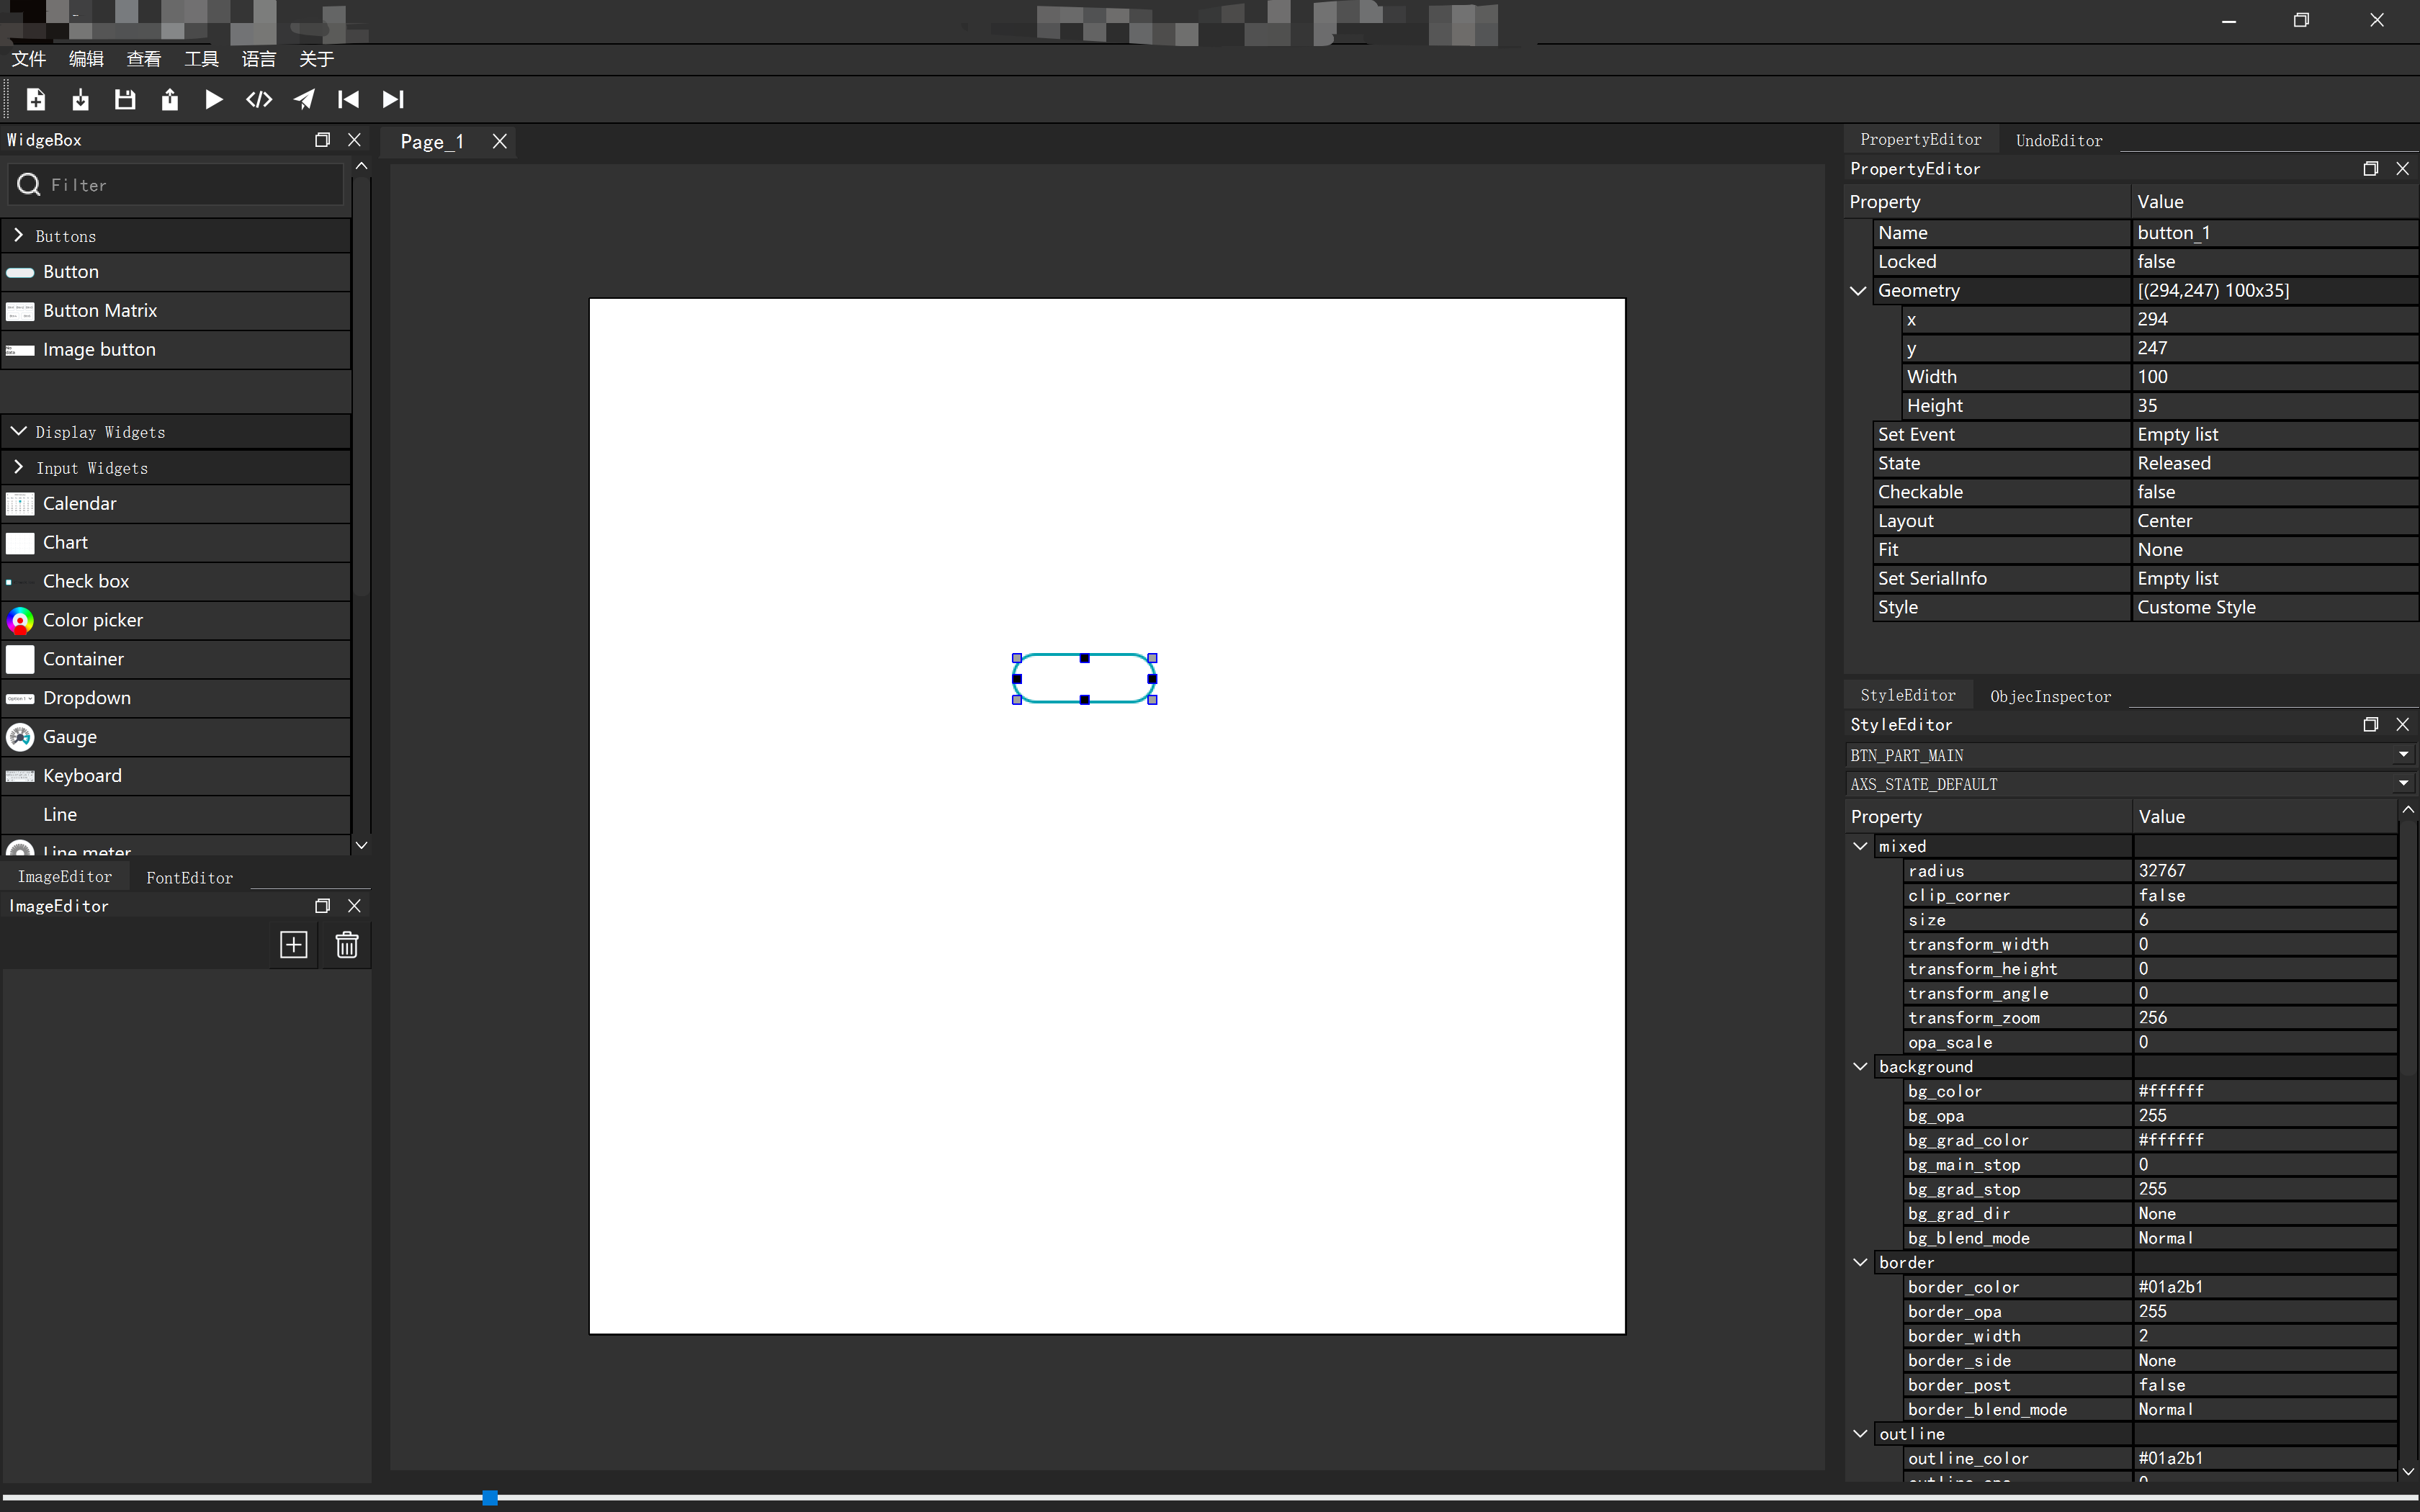 文件 编辑 查看 工具 语言 关于
WidgeBox
Filter
Buttons
Button
Button Matrix
Image button
Display Widgets
Input Widgets
Calendar
Chart
Check box
Color picker
Container
Dropdown
Gauge
Keyboard
Line
Line meter
ImageEditor FontEditor
ImageEditor
Page_1
PropertyEditor UndoEditor
PropertyEditor
Property Value
Name button_1
Locked false
Geometry [(294,247) 100x35]
x 294
y 247
Width 100
Height 35
Set Event Empty list
State Released
Checkable false
Layout Center
Fit None
Set SerialInfo Empty list
Style Custome Style
StyleEditor ObjecInspector
StyleEditor
BTN_PART_MAIN
AXS_STATE_DEFAULT
Property Value
mixed
radius 32767
clip_corner false
size 6
transform_width 0
transform_height 0
transform_angle 0
transform_zoom 256
opa_scale 0
background
bg_color #ffffff
bg_opa 255
bg_grad_color #ffffff
bg_main_stop 0
bg_grad_stop 255
bg_grad_dir None
bg_blend_mode Normal
border
border_color #01a2b1
border_opa 255
border_width 2
border_side None
border_post false
border_blend_mode Normal
outline
outline_color #01a2b1